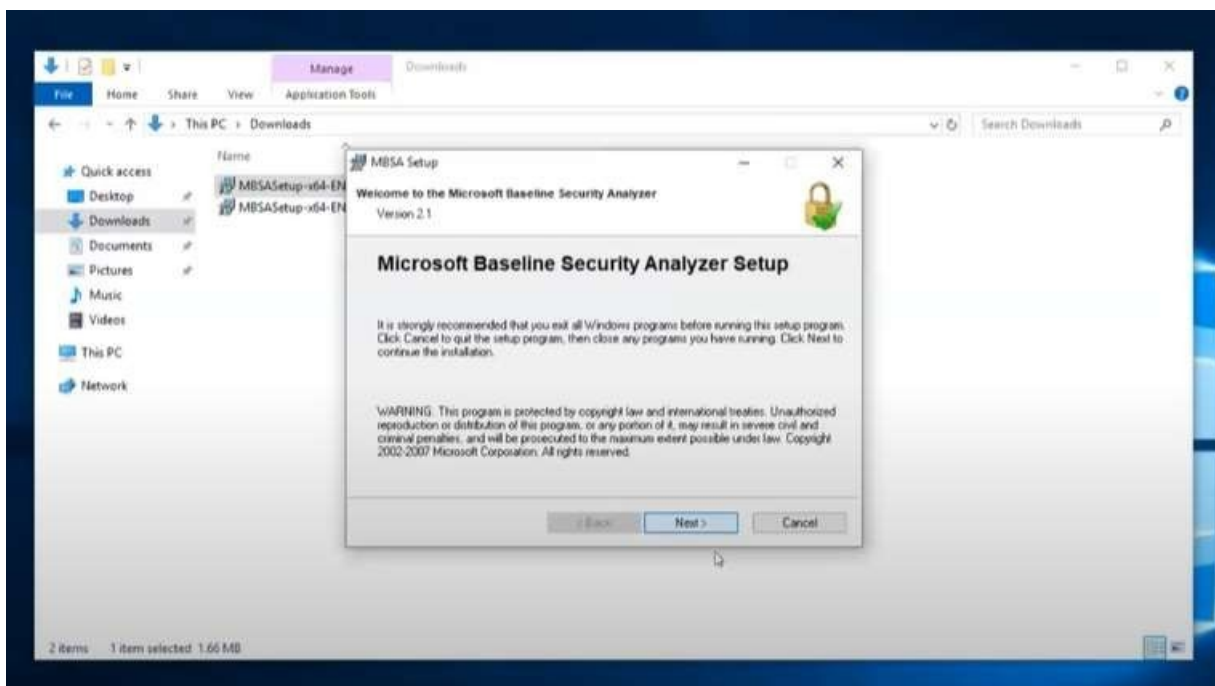 Manage
Downloads
File
Home
Share
View
Application Tools
This PC > Downloads
Search Downloads
Quick access
Desktop
Downloads
Documents
Pictures
Music
Videos
This PC
Network
Name
MBSASetup-x64-EN
MBSASetup-x64-EN
MBSA Setup
Welcome to the Microsoft Baseline Security Analyzer
Version 2.1
Microsoft Baseline Security Analyzer Setup
It is strongly recommended that you exit all Windows programs before running this setup program.
Click Cancel to quit the setup program, then close any programs you have running. Click Next to
continue the installation.
WARNING: This program is protected by copyright law and international treaties. Unauthorized
reproduction or distribution of this program, or any portion of it, may result in severe civil and
criminal penalties, and will be prosecuted to the maximum extent possible under law. Copyright
2002-2007 Microsoft Corporation. All rights reserved.
< Back
Next >
Cancel
2 items
1 item selected 1.66 MB